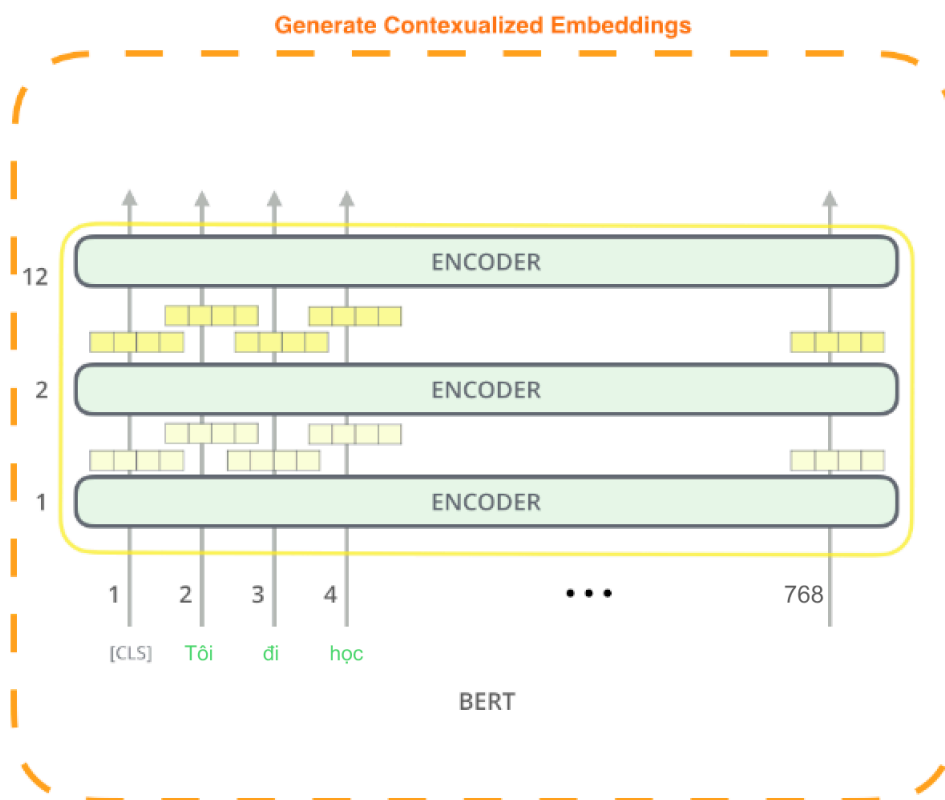 Generate Contexualized Embeddings
12 ENCODER
2 ENCODER
1 ENCODER
1 2 3 4 ••• 768
[CLS] Tôi đi học
BERT